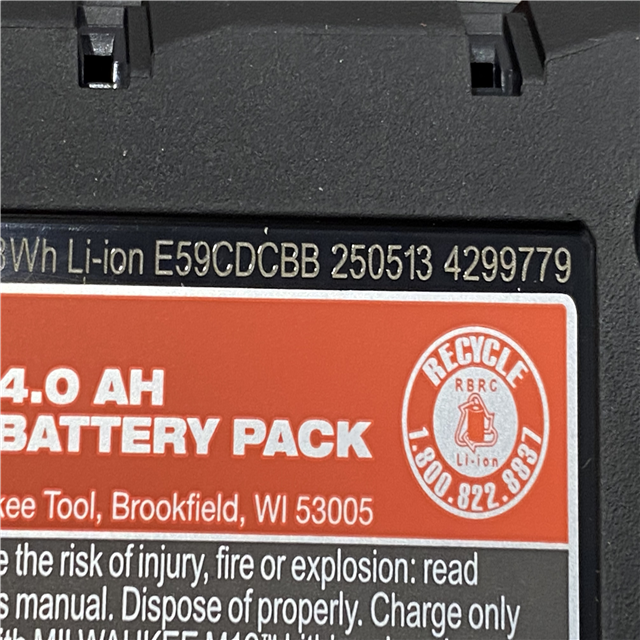 Wh Li-ion E59CDCBB 250513 4299779
4.0 AH
BATTERY PACK
RECYCLE
RBRC
Li-ion
1.800.822.8837
kee Tool, Brookfield, WI 53005
e the risk of injury, fire or explosion: read
s manual. Dispose of properly. Charge only
MILWAUKEE